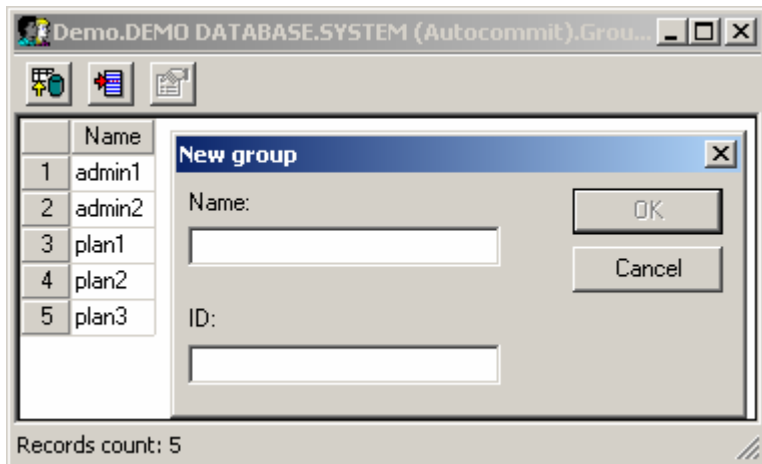 Demo.DEMO DATABASE.SYSTEM (Autocommit).Grou...
Name
1 admin1
2 admin2
3 plan1
4 plan2
5 plan3
New group
Name:
OK
Cancel
ID:
Records count: 5